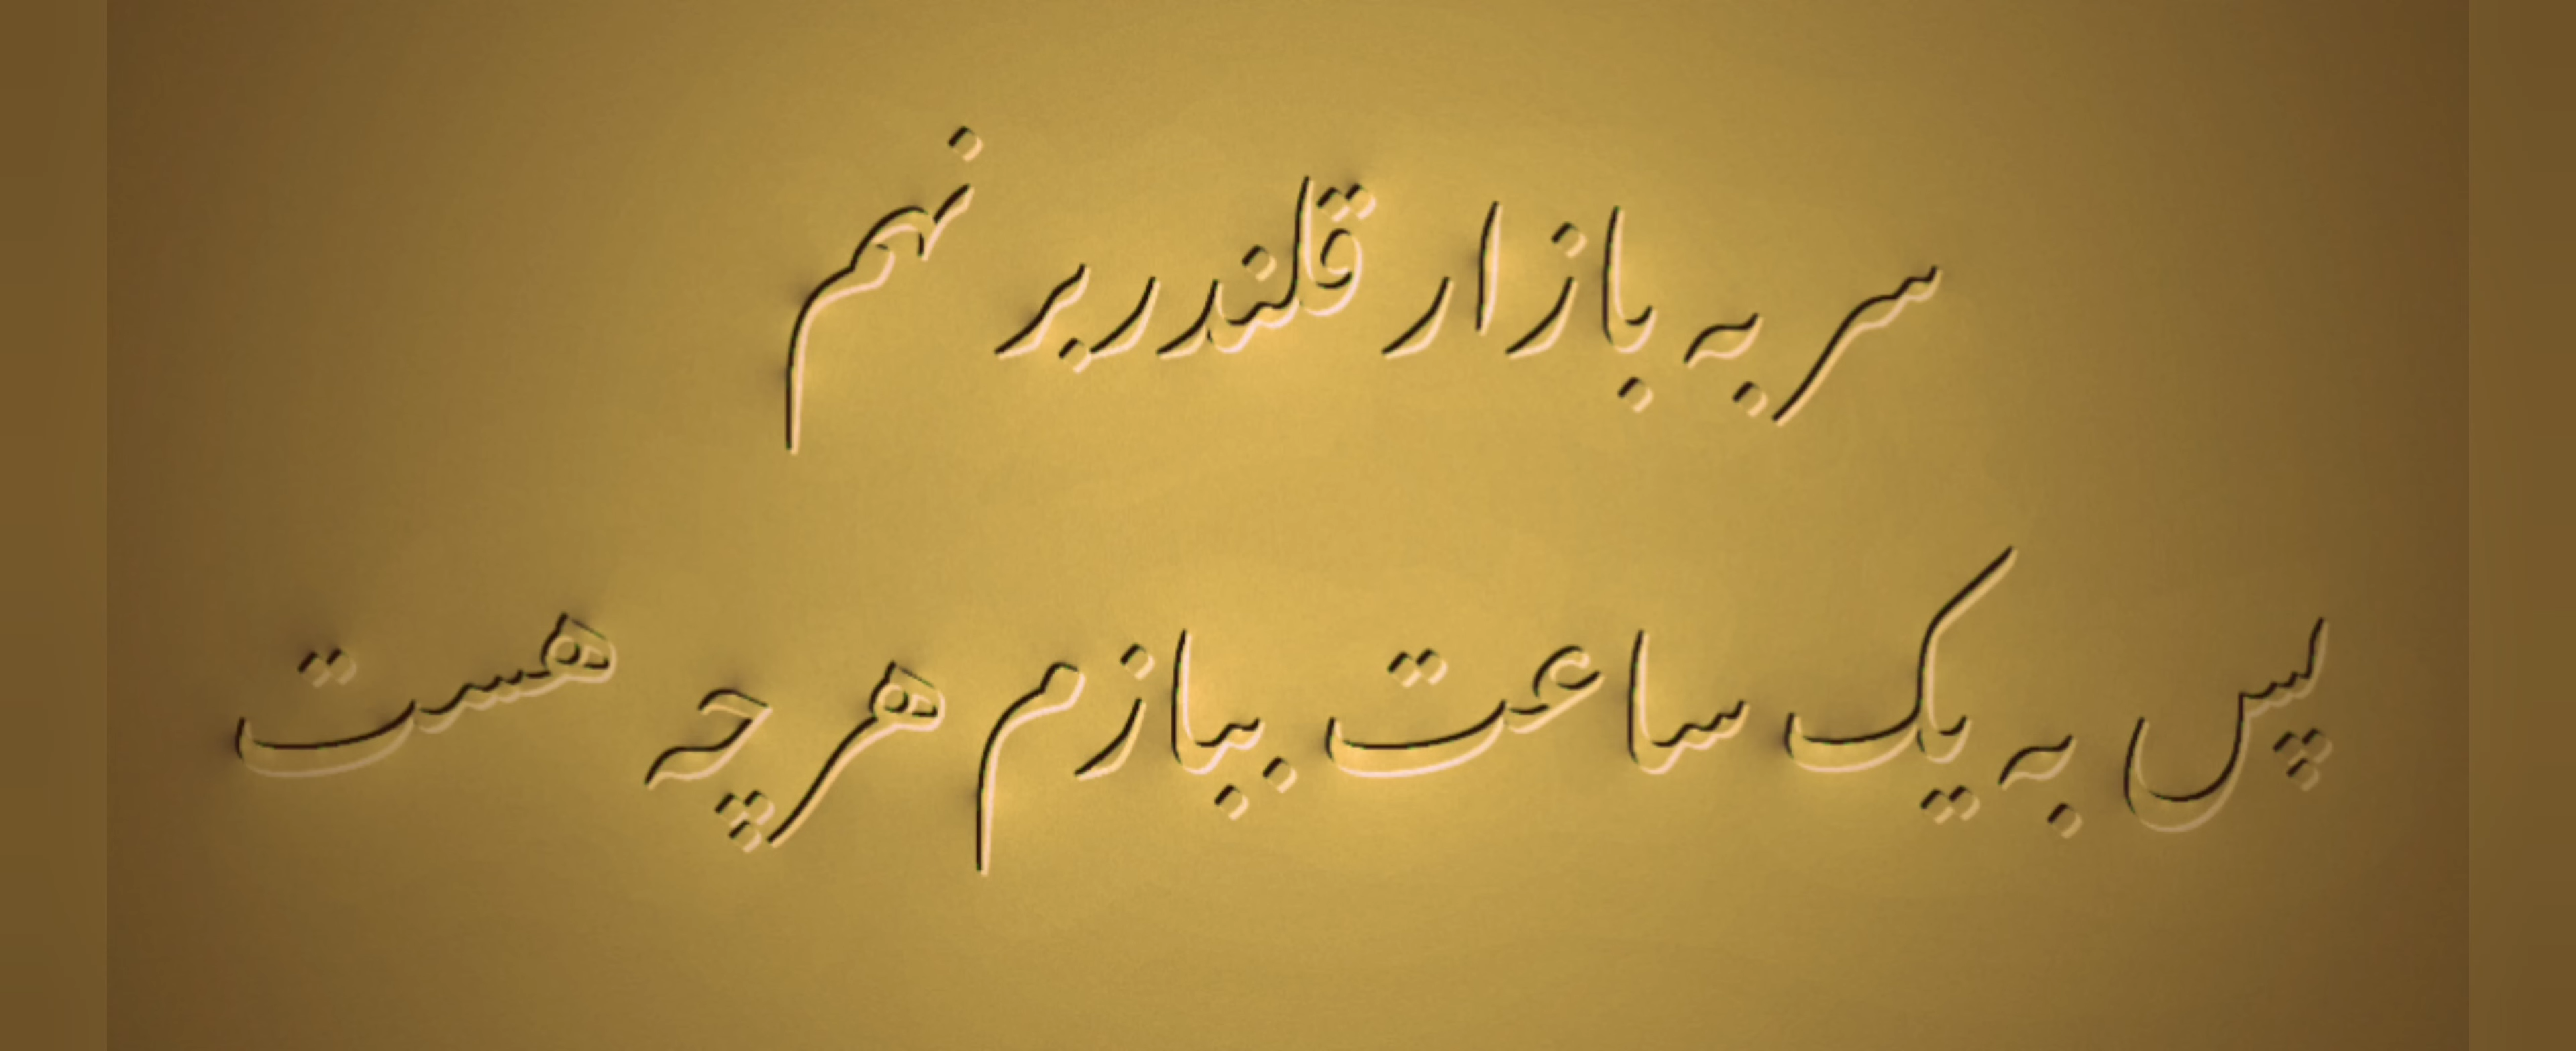 سر به بازار قلندر بر نهم
پس به یک ساعت ببازم هر چه هست